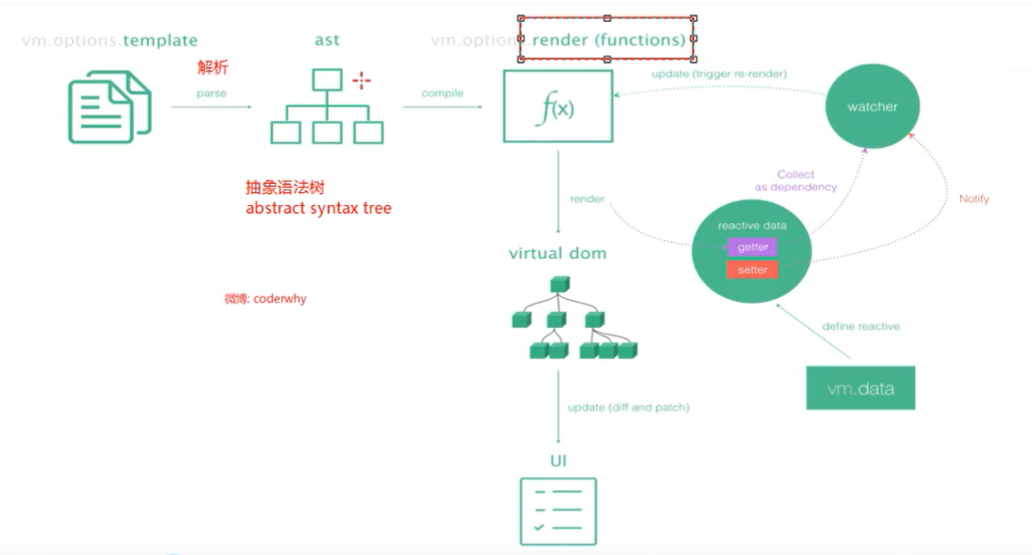 vm.options.template
ast
vm.option
render (functions)
解析
parse
compile
f(x)
update (trigger re-render)
watcher
抽象语法树
abstract syntax tree
Collect
as dependency
render
reactive data
getter
setter
Notify
virtual dom
微博: coderwhy
define reactive
vm.data
update (diff and patch)
UI